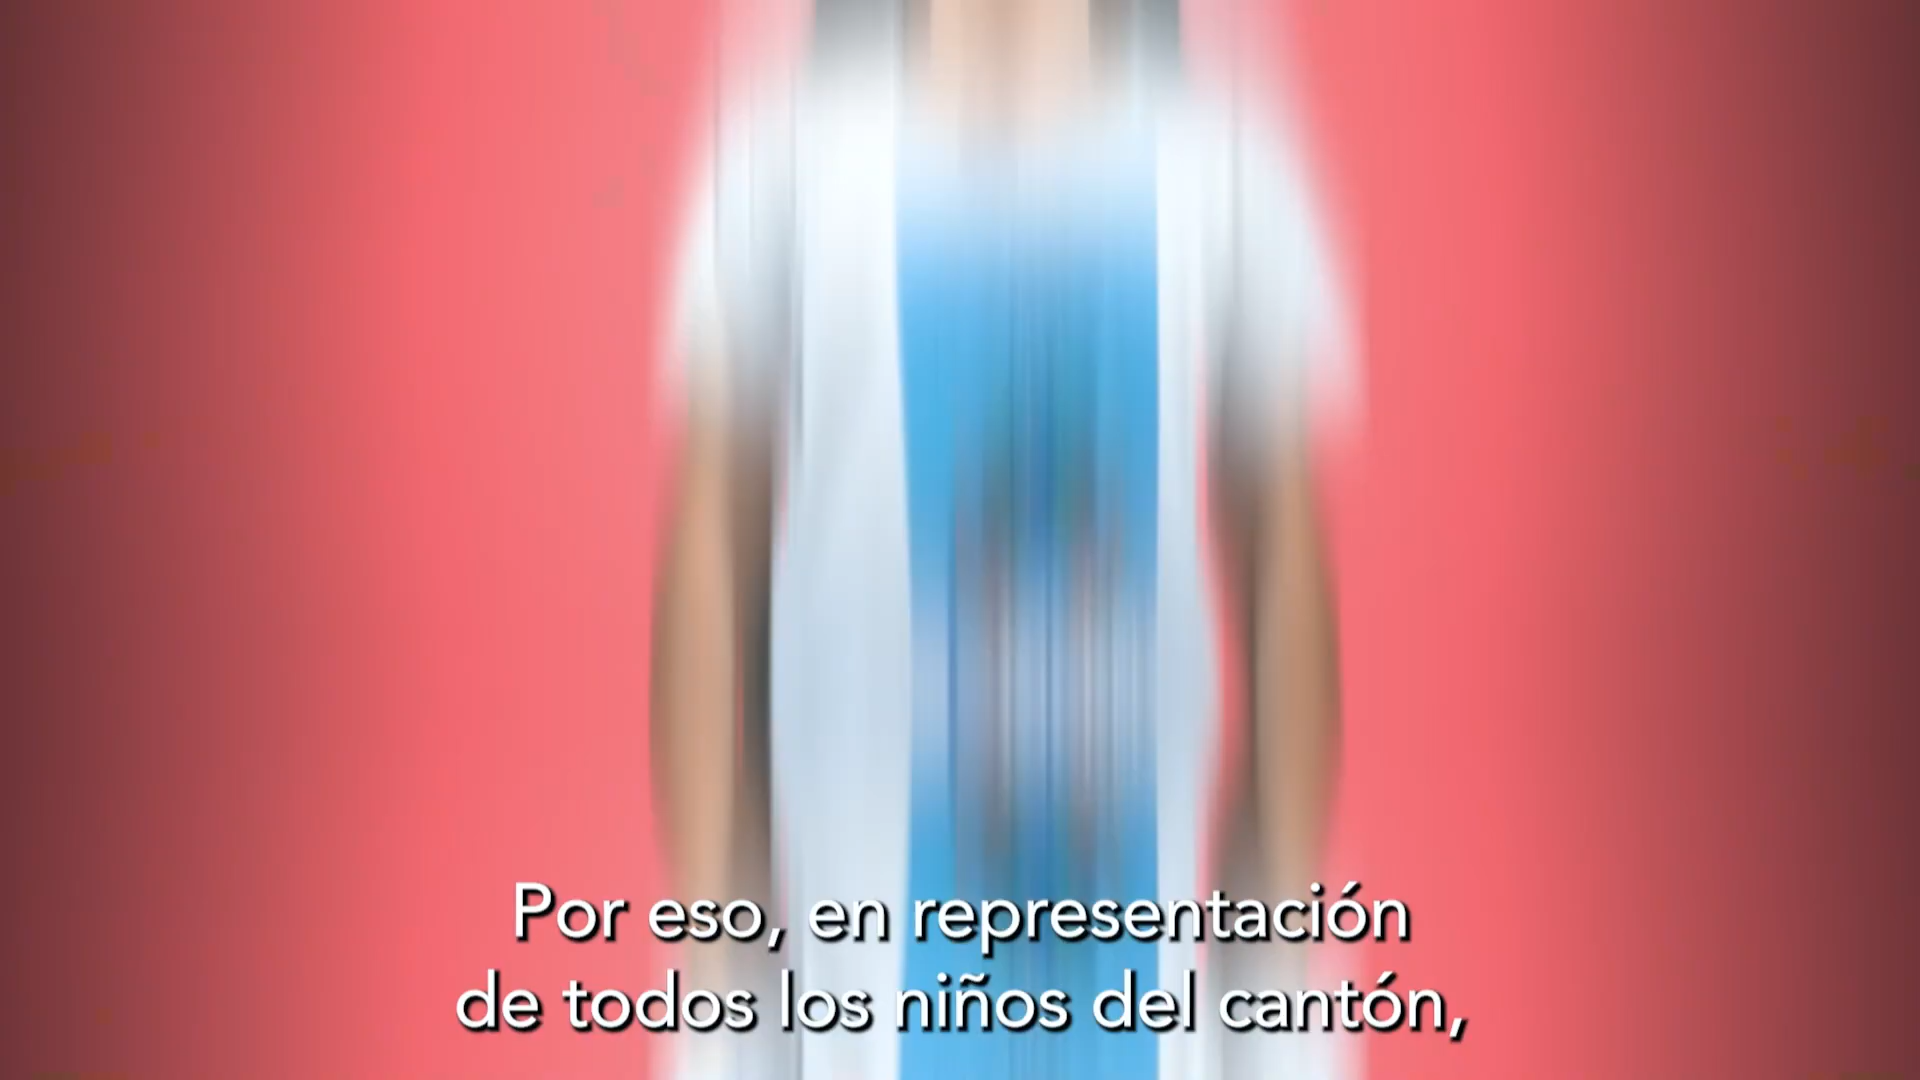 Por eso, en representación
de todos los niños del cantón,